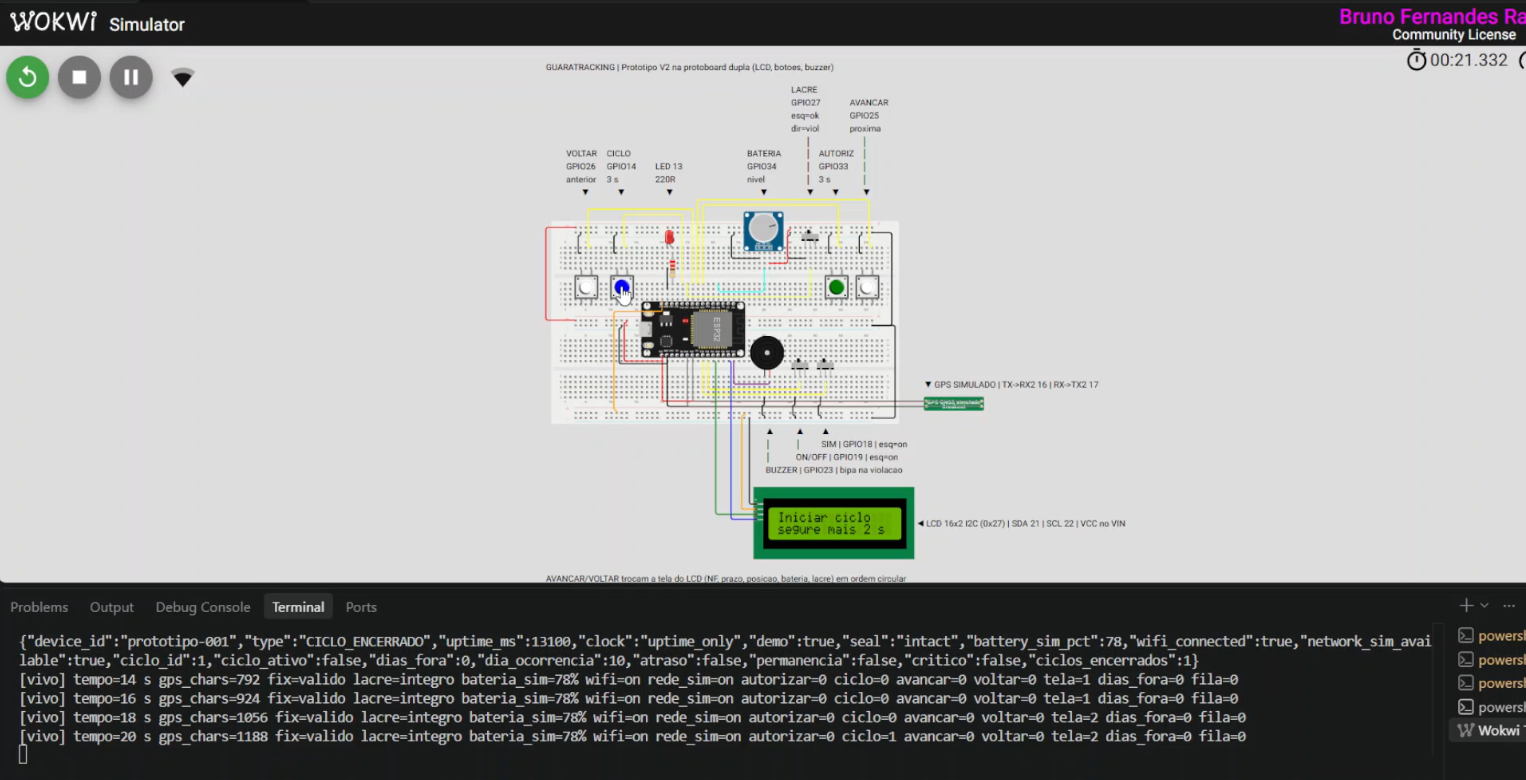 WOKWi Simulator
Bruno Fernandes Ra
Community License
00:21.332
GUARATRACKING | Prototipo V2 na protoboard dupla (LCD, botoes, buzzer)
LACRE
GPIO27
esq=ok
dir=viol
AVANCAR
GPIO25
proxima
VOLTAR
GPIO26
anterior
CICLO
GPIO14
3 s
LED 13
220R
BATERIA
GPIO34
nivel
AUTORIZ
GPIO33
3 s
ESP32
▼ GPS SIMULADO | TX->RX2 16 | RX->TX2 17
SIM | GPIO18 | esq=on
ON/OFF | GPIO19 | esq=on
BUZZER | GPIO23 | bipa na violacao
Iniciar ciclo
segure mais 2 s
◀ LCD 16x2 I2C (0x27) | SDA 21 | SCL 22 | VCC no VIN
AVANCAR/VOLTAR trocam a tela do LCD (NF, prazo, posicao, bateria, lacre) em ordem circular
Problems Output Debug Console Terminal Ports
{"device_id":"prototipo-001","type":"CICLO_ENCERRADO","uptime_ms":13100,"clock":"uptime_only","demo":true,"seal":"intact","battery_sim_pct":78,"wifi_connected":true,"network_sim_avai
lable":true,"ciclo_id":1,"ciclo_ativo":false,"dias_fora":0,"dia_ocorrencia":10,"atraso":false,"permanencia":false,"critico":false,"ciclos_encerrados":1}
[vivo] tempo=14 s gps_chars=792 fix=valido lacre=integro bateria_sim=78% wifi=on rede_sim=on autorizar=0 ciclo=0 avancar=0 voltar=0 tela=1 dias_fora=0 fila=0
[vivo] tempo=16 s gps_chars=924 fix=valido lacre=integro bateria_sim=78% wifi=on rede_sim=on autorizar=0 ciclo=0 avancar=0 voltar=0 tela=1 dias_fora=0 fila=0
[vivo] tempo=18 s gps_chars=1056 fix=valido lacre=integro bateria_sim=78% wifi=on rede_sim=on autorizar=0 ciclo=0 avancar=0 voltar=0 tela=2 dias_fora=0 fila=0
[vivo] tempo=20 s gps_chars=1188 fix=valido lacre=integro bateria_sim=78% wifi=on rede_sim=on autorizar=0 ciclo=1 avancar=0 voltar=0 tela=2 dias_fora=0 fila=0
powersh
powersh
powersh
powersh
Wokwi